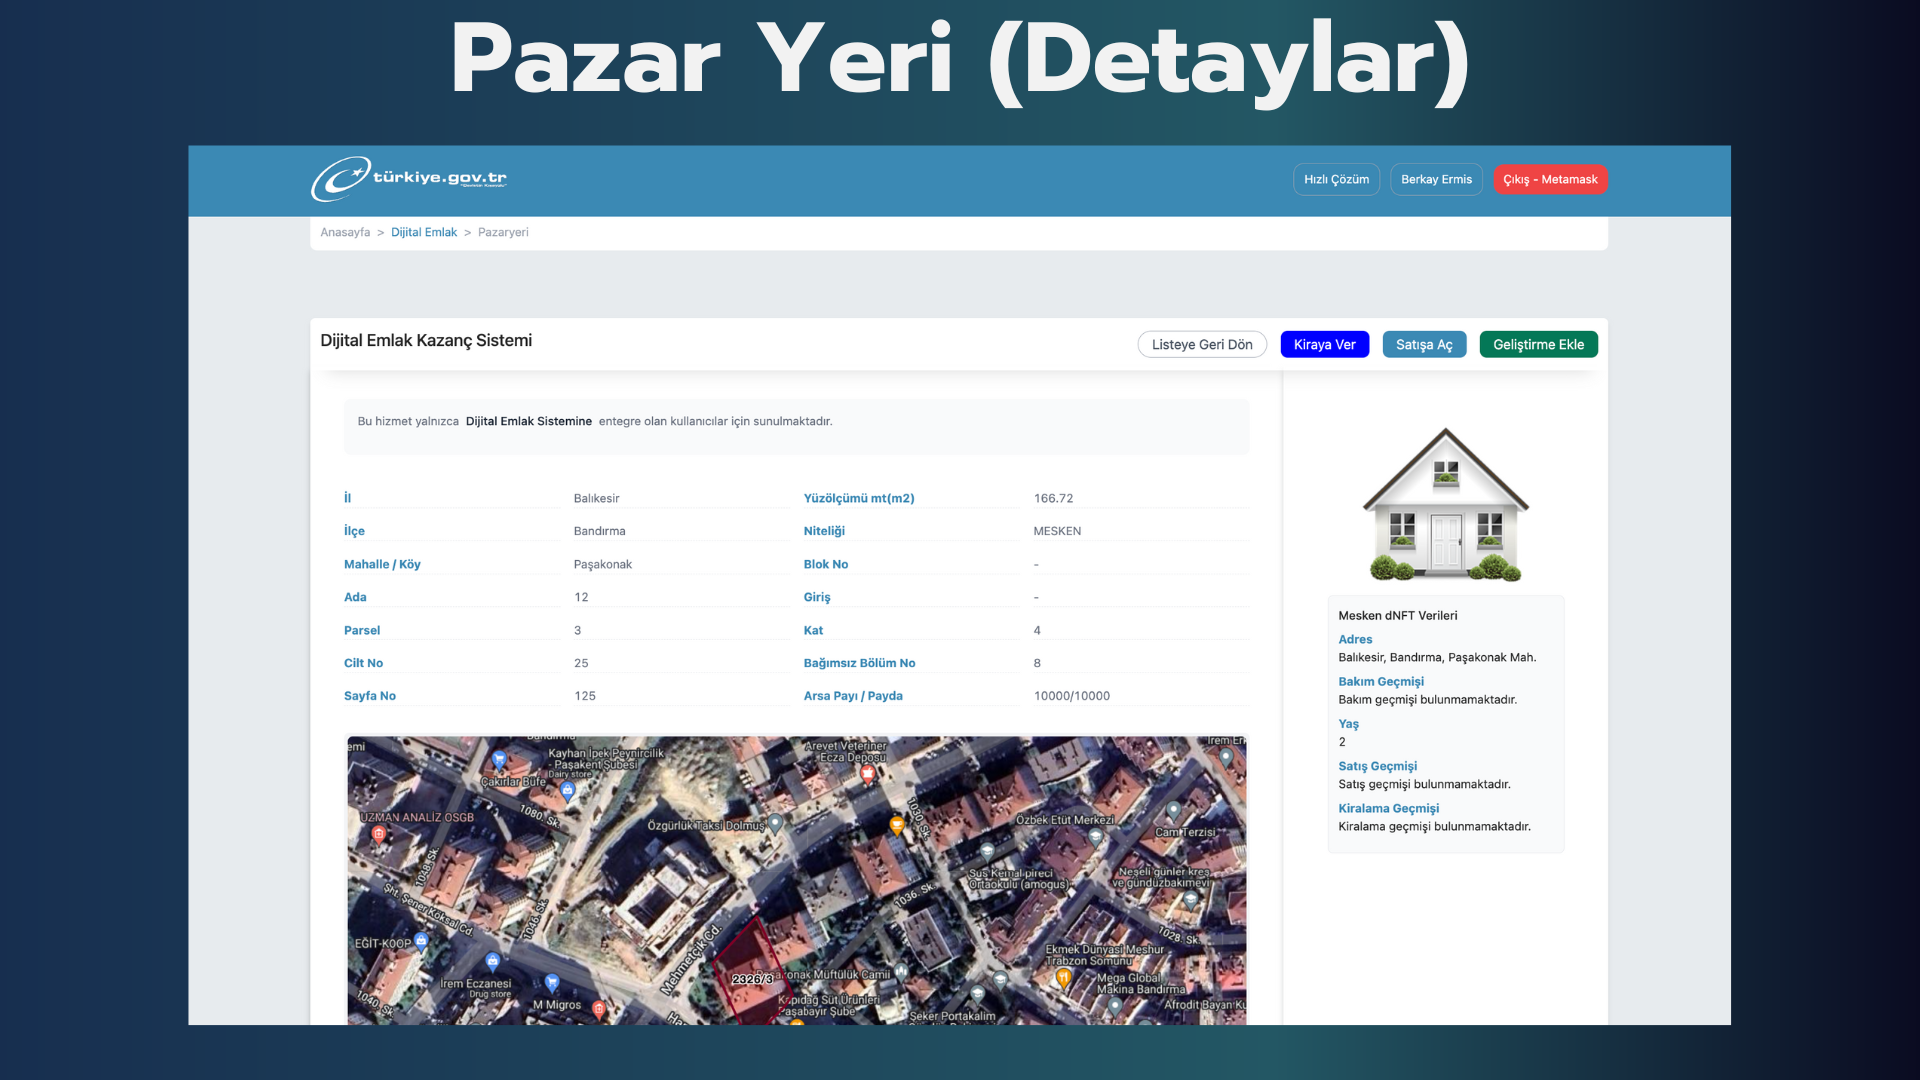 Pazar Yeri (Detaylar)
türkiye.gov.tr
Hızlı Çözüm
Berkay Ermis
Çıkış - Metamask
Anasayfa > Dijital Emlak > Pazaryeri
Dijital Emlak Kazanç Sistemi
Listeye Geri Dön
Kiraya Ver
Satışa Aç
Geliştirme Ekle
Bu hizmet yalnızca Dijital Emlak Sistemine entegre olan kullanıcılar için sunulmaktadır.
İl Balıkesir Yüzölçümü mt(m2) 166.72
İlçe Bandırma Niteliği MESKEN
Mahalle / Köy Paşakonak Blok No -
Ada 12 Giriş -
Parsel 3 Kat 4
Cilt No 25 Bağımsız Bölüm No 8
Sayfa No 125 Arsa Payı / Payda 10000/10000
Mesken dNFT Verileri
Adres
Balıkesir, Bandırma, Paşakonak Mah.
Bakım Geçmişi
Bakım geçmişi bulunmamaktadır.
Yaş
2
Satış Geçmişi
Satış geçmişi bulunmamaktadır.
Kiralama Geçmişi
Kiralama geçmişi bulunmamaktadır.
Kayhan İpek Peynircilik
- Paşakent Şubesi
Dairy store
Çakırlar Büfe
Arevet Veteriner
Ecza Deposu
İrem Erk
UZMAN ANALİZ OSGB
1080. Sk.
Özgürlük Taksi Dolmuş
1030. Sk.
Özbek Etüt Merkezi
Cam Terzisi
1048. Sk.
Sus Kemal pireci
Ortaokulu (amogus)
Neşeli günler kreş
ve gündüzbakımevi
Şht. Şener Köksal Cd.
1046. Sk.
1036. Sk.
1028. Sk.
EĞİT-KOOP
Mehmetçik Cd.
Ekmek Dünyası Meshur
Trabzon Somunu
2326/3
Paşakonak Müftülük Camii
İrem Eczanesi
Drug store
Mega Global
Makina Bandırma
1040. Sk.
M Migros
Kapıdağ Süt Ürünleri
Paşabayır Şube
Şeker Portakalim
Afrodit Bayan Ku